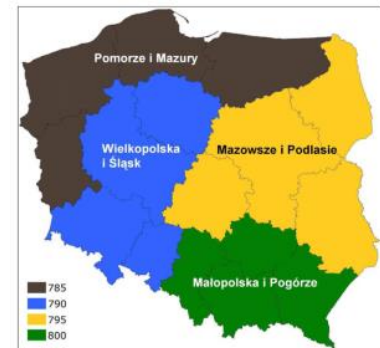 Pomorze i Mazury
Wielkopolska
i Śląsk
Mazowsze i Podlasie
Małopolska i Pogórze
785
790
795
800